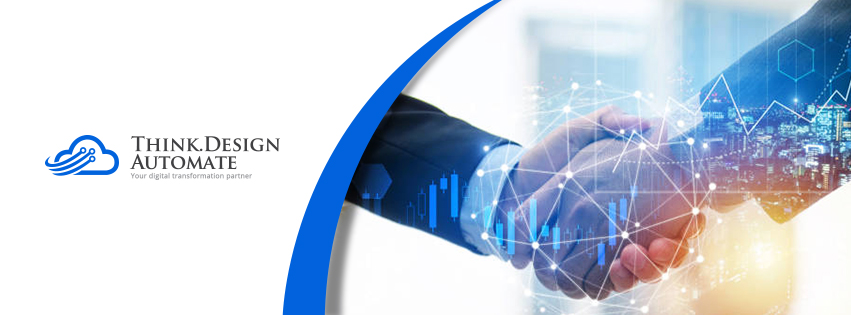 Think.Design
Automate
Your digital transformation partner